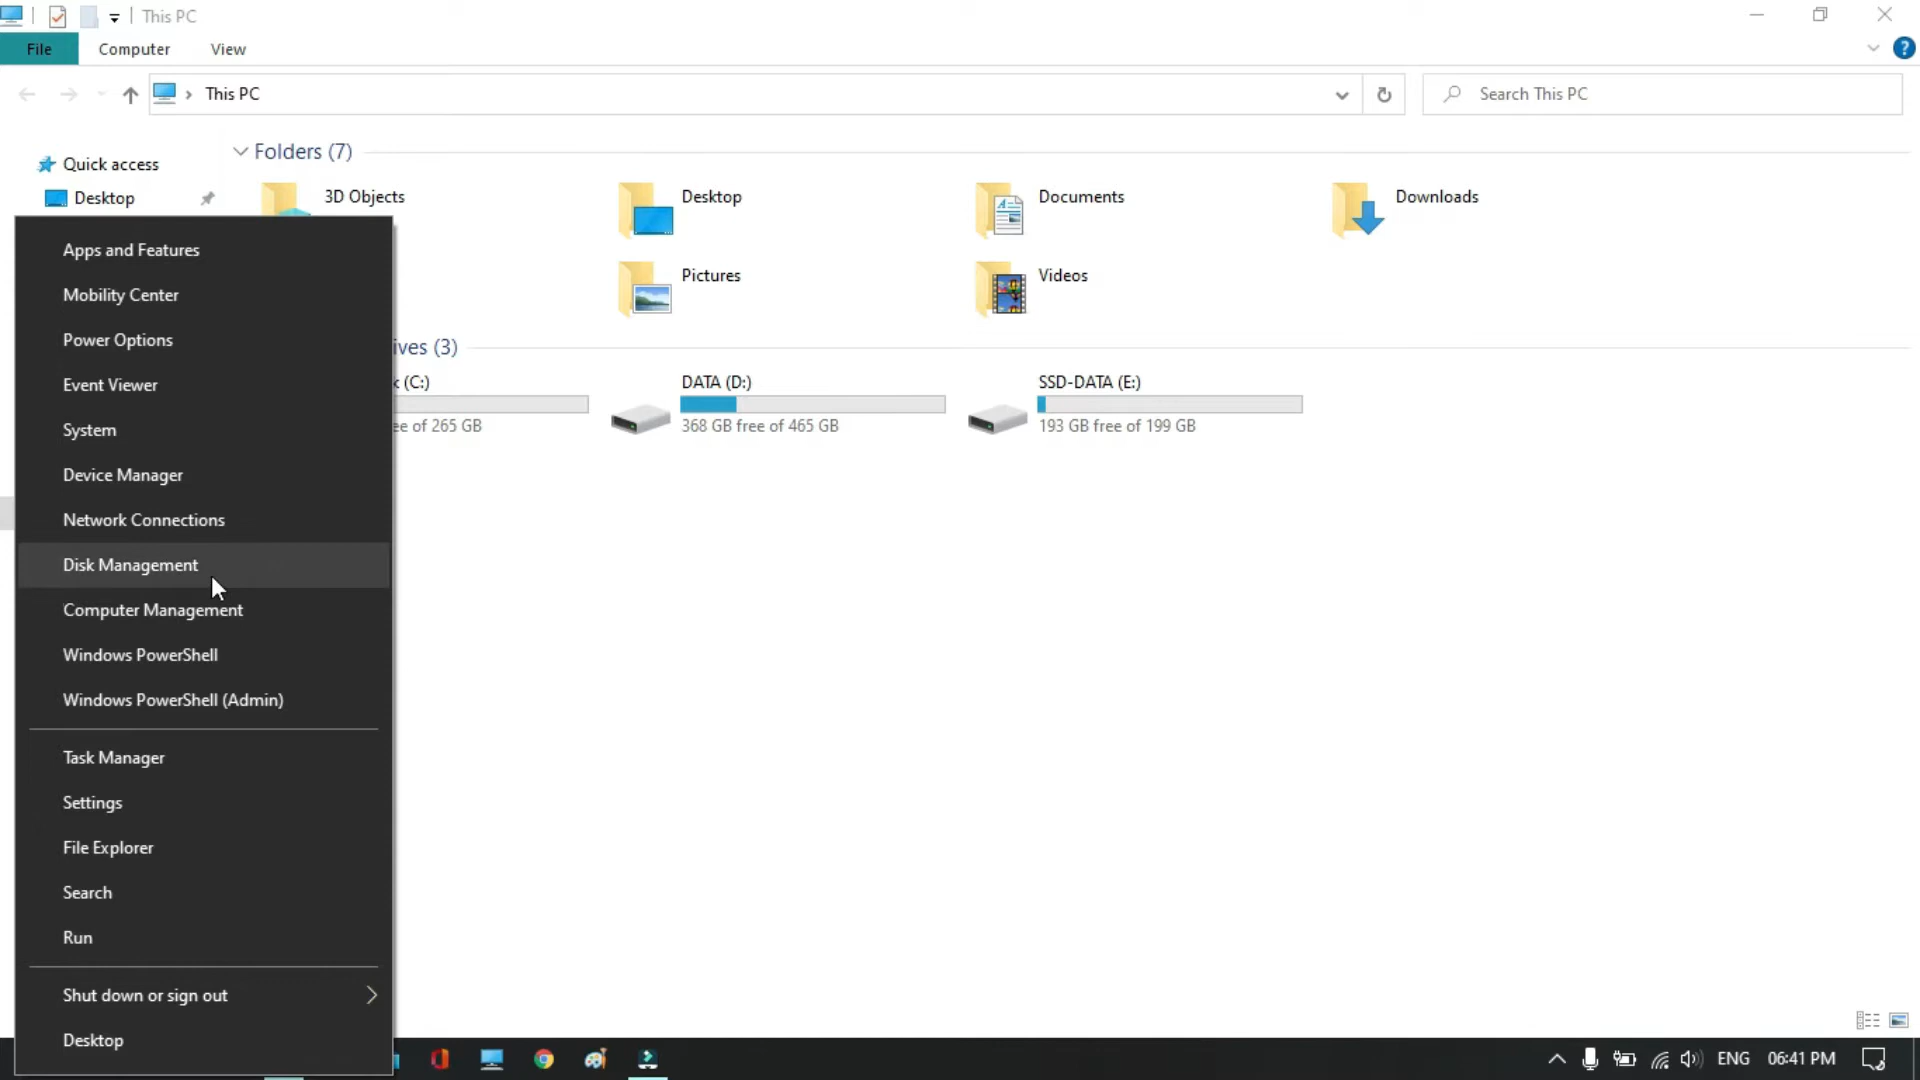 This PC
File
Computer
View
This PC
Search This PC
Quick access
Desktop
Folders (7)
3D Objects
Desktop
Documents
Downloads
Pictures
Videos
ives (3)
k (C:)
ee of 265 GB
DATA (D:)
368 GB free of 465 GB
SSD-DATA (E:)
193 GB free of 199 GB
Apps and Features
Mobility Center
Power Options
Event Viewer
System
Device Manager
Network Connections
Disk Management
Computer Management
Windows PowerShell
Windows PowerShell (Admin)
Task Manager
Settings
File Explorer
Search
Run
Shut down or sign out
Desktop
ENG
06:41 PM